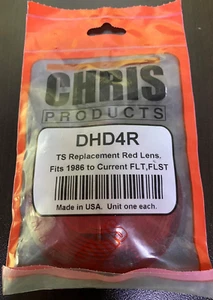 CHRIS
PRODUCTS
DHD4R
TS Replacement Red Lens.
Fits 1986 to Current FLT,FLST
Made in USA. Unit one each.